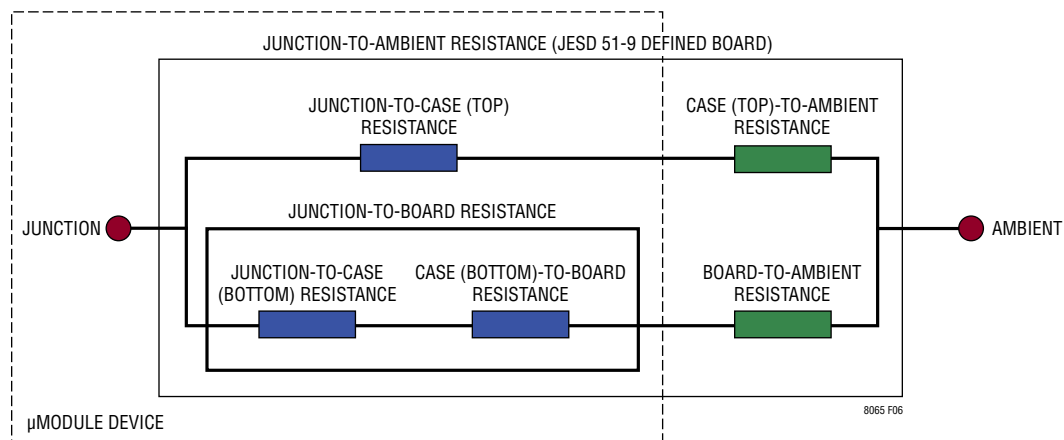 JUNCTION-TO-AMBIENT RESISTANCE (JESD 51-9 DEFINED BOARD)
JUNCTION-TO-CASE (TOP)
RESISTANCE
CASE (TOP)-TO-AMBIENT
RESISTANCE
JUNCTION-TO-BOARD RESISTANCE
JUNCTION
AMBIENT
JUNCTION-TO-CASE
(BOTTOM) RESISTANCE
CASE (BOTTOM)-TO-BOARD
RESISTANCE
BOARD-TO-AMBIENT
RESISTANCE
8065 F06
µMODULE DEVICE